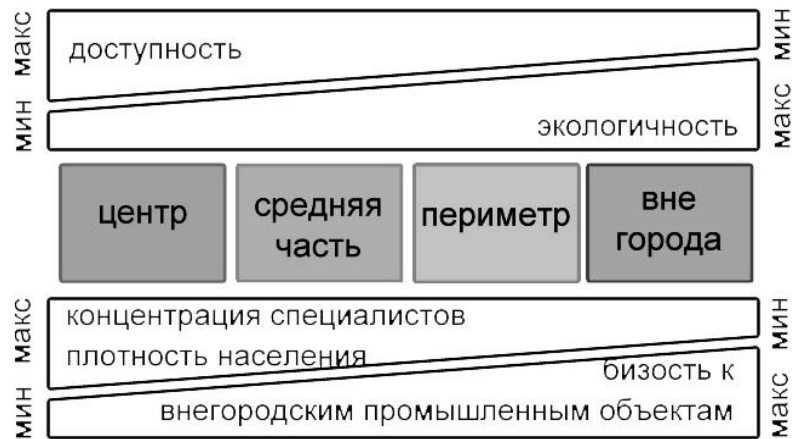 макс
доступность
мин
мин
экологичность
макс
центр
средняя
часть
периметр
вне
города
макс
концентрация специалистов
плотность населения
мин
мин
бизость к
внегородским промышленным объектам
макс